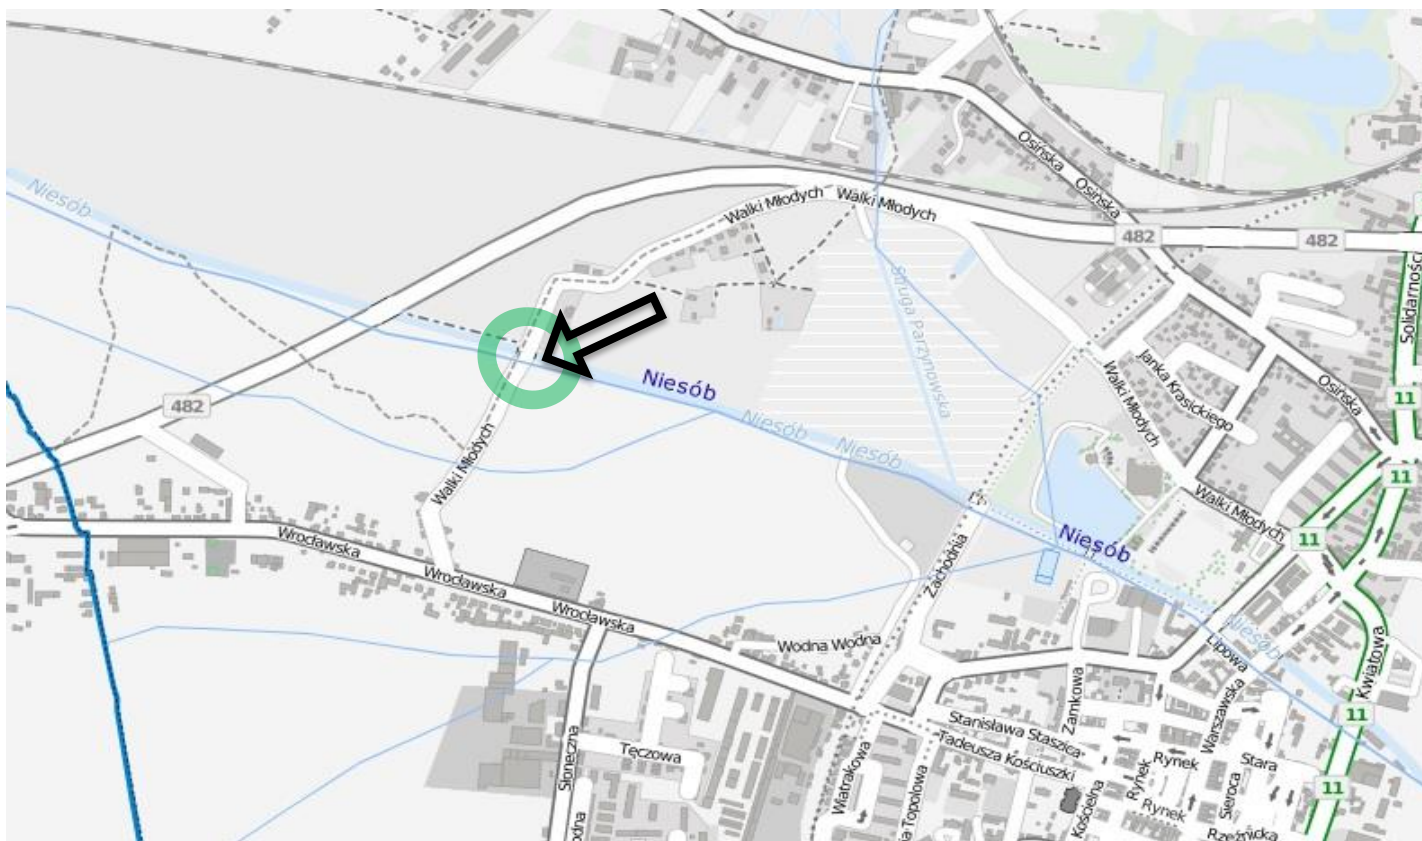 Osińska
Osińska
Niesób
Walki Młodych
Walki Młodych
482
482
Solidarności
Struga Parzynowska
Janka Krasickiego
Osińska
Niesób
Walki Młodych
11
482
Niesób
Niesób
Walki Młodych
11
Walki Młodych
Wrocławska
Niesób
11
Zachodnia
Wrocławska
Wrocławska
Wodna Wodna
Niesób
Lipowa
Kwiatowa
Zamkowa
Warszawska
11
Stanisława Staszica
Tadeusza Kościuszki
Słoneczna
Tęczowa
Wiatrakowa
Rynek
Stara
Rynek
Sieroca
11
Kościelna
Rynek
Topolowa
Rzeźnicka